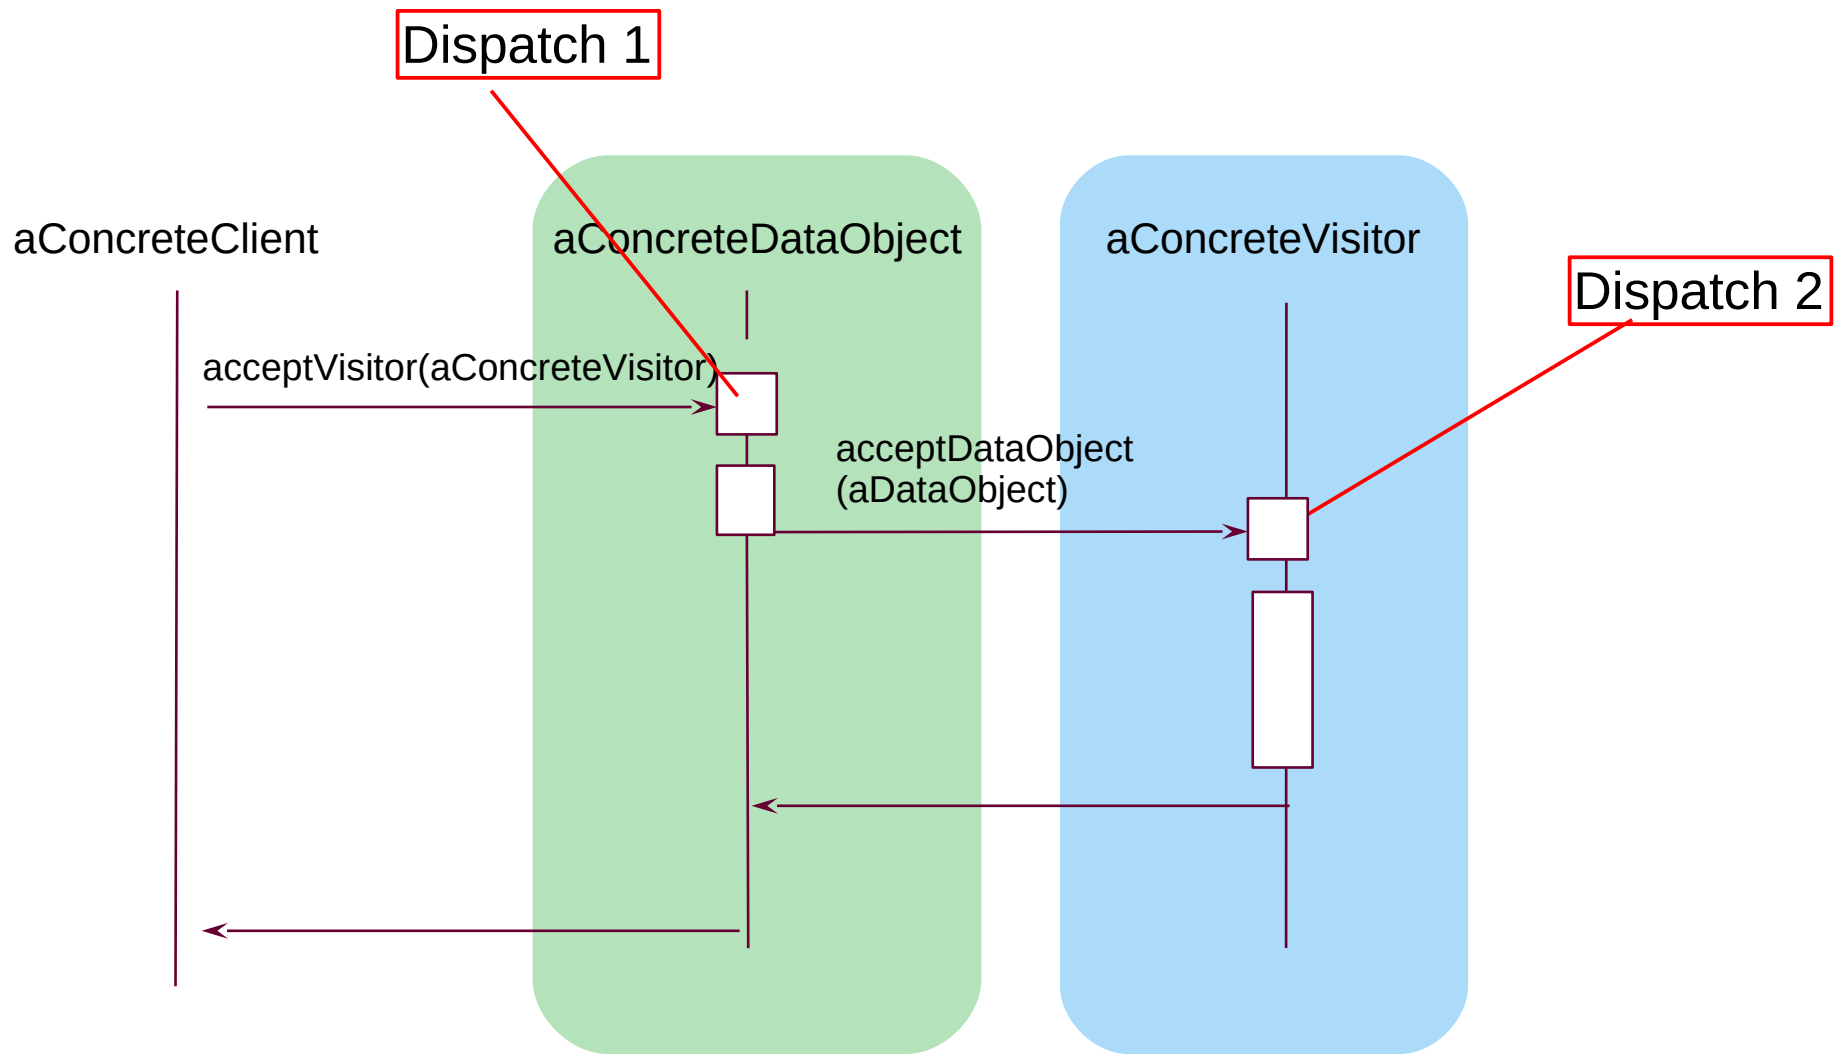 Dispatch 1
aConcreteClient
aConcreteDataObject
aConcreteVisitor
Dispatch 2
acceptVisitor(aConcreteVisitor)
acceptDataObject
(aDataObject)